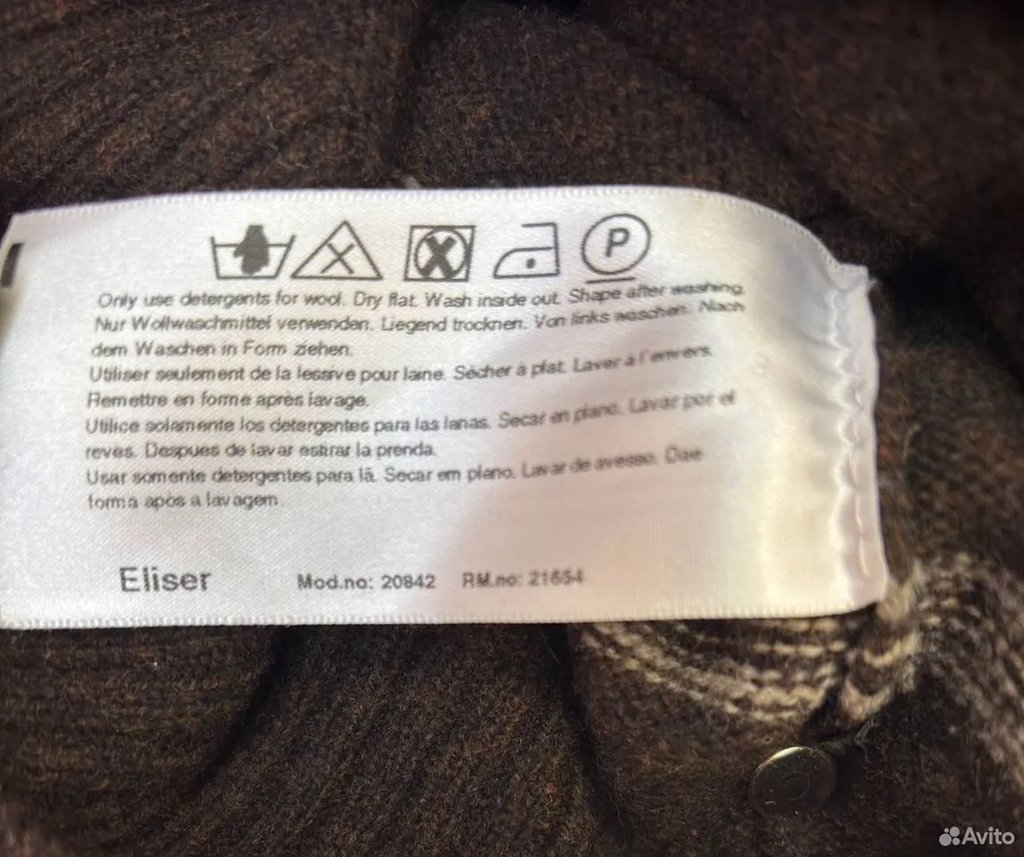 P
Only use detergents for wool. Dry flat. Wash inside out. Shape after washing.
Nur Wollwaschmittel verwenden. Liegend trocknen. Von links waschen. Nach
dem Waschen in Form ziehen.
Utiliser seulement de la lessive pour laine. Sécher à plat. Laver à l'envers.
Remettre en forme après lavage.
Utilice solamente los detergentes para las lanas. Secar en plano. Lavar por el
reves. Despues de lavar estirar la prenda.
Usar somente detergentes para lã. Secar em plano. Lavar de avesso. Dae
forma após a lavagem.
Eliser Mod.no: 20842 RM.no: 21654
Avito